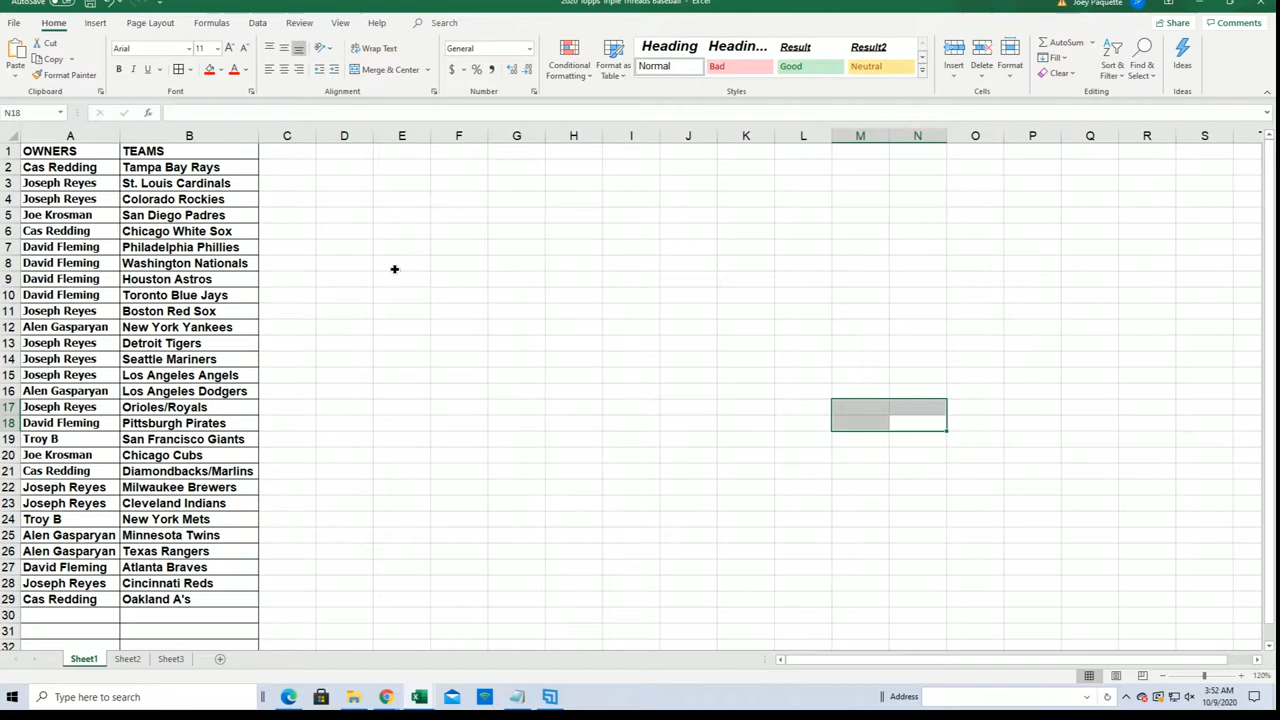 AutoSave Off 2020 Topps Triple Threads Baseball - Excel Joey Paquette JP
File Home Insert Page Layout Formulas Data Review View Help Search Share Comments
Paste Cut Copy Format Painter Clipboard
Arial 11 Font
Wrap Text Merge & Center Alignment
General Number
Conditional Formatting Format as Table
Heading Headin... Result Result2
Normal Bad Good Neutral Styles
Insert Delete Format Cells
AutoSum Fill Clear Sort & Filter Find & Select Editing
Ideas Ideas
N18 fx
A B C D E F G H I J K L M N O P Q R S
1 OWNERS TEAMS
2 Cas Redding Tampa Bay Rays
3 Joseph Reyes St. Louis Cardinals
4 Joseph Reyes Colorado Rockies
5 Joe Krosman San Diego Padres
6 Cas Redding Chicago White Sox
7 David Fleming Philadelphia Phillies
8 David Fleming Washington Nationals
9 David Fleming Houston Astros
10 David Fleming Toronto Blue Jays
11 Joseph Reyes Boston Red Sox
12 Alen Gasparyan New York Yankees
13 Joseph Reyes Detroit Tigers
14 Joseph Reyes Seattle Mariners
15 Joseph Reyes Los Angeles Angels
16 Alen Gasparyan Los Angeles Dodgers
17 Joseph Reyes Orioles/Royals
18 David Fleming Pittsburgh Pirates
19 Troy B San Francisco Giants
20 Joe Krosman Chicago Cubs
21 Cas Redding Diamondbacks/Marlins
22 Joseph Reyes Milwaukee Brewers
23 Joseph Reyes Cleveland Indians
24 Troy B New York Mets
25 Alen Gasparyan Minnesota Twins
26 Alen Gasparyan Texas Rangers
27 David Fleming Atlanta Braves
28 Joseph Reyes Cincinnati Reds
29 Cas Redding Oakland A's
30
31
32
Sheet1 Sheet2 Sheet3
120%
Type here to search Address 3:52 AM
10/9/2020